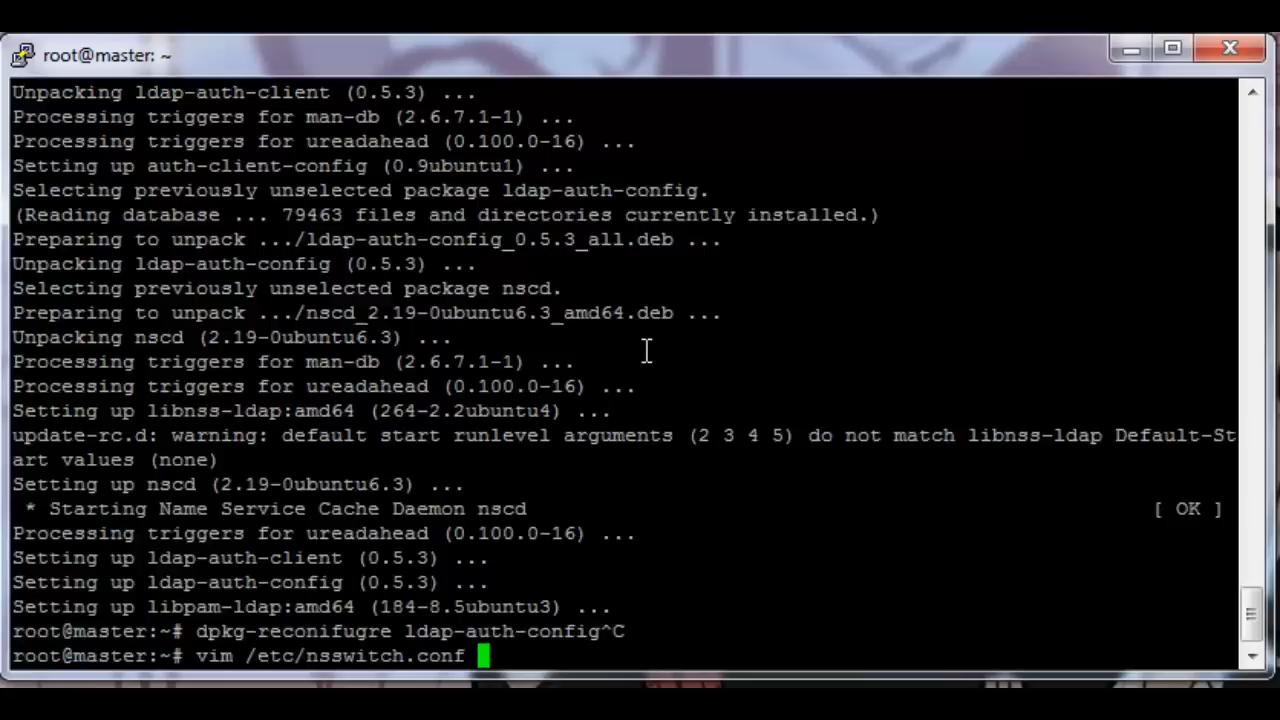 root@master: ~
Unpacking ldap-auth-client (0.5.3) ...
Processing triggers for man-db (2.6.7.1-1) ...
Processing triggers for ureadahead (0.100.0-16) ...
Setting up auth-client-config (0.9ubuntu1) ...
Selecting previously unselected package ldap-auth-config.
(Reading database ... 79463 files and directories currently installed.)
Preparing to unpack .../ldap-auth-config_0.5.3_all.deb ...
Unpacking ldap-auth-config (0.5.3) ...
Selecting previously unselected package nscd.
Preparing to unpack .../nscd_2.19-0ubuntu6.3_amd64.deb ...
Unpacking nscd (2.19-0ubuntu6.3) ...
Processing triggers for man-db (2.6.7.1-1) ...
Processing triggers for ureadahead (0.100.0-16) ...
Setting up libnss-ldap:amd64 (264-2.2ubuntu4) ...
update-rc.d: warning: default start runlevel arguments (2 3 4 5) do not match libnss-ldap Default-St
art values (none)
Setting up nscd (2.19-0ubuntu6.3) ...
 * Starting Name Service Cache Daemon nscd [ OK ]
Processing triggers for ureadahead (0.100.0-16) ...
Setting up ldap-auth-client (0.5.3) ...
Setting up ldap-auth-config (0.5.3) ...
Setting up libpam-ldap:amd64 (184-8.5ubuntu3) ...
root@master:~# dpkg-reconifugre ldap-auth-config^C
root@master:~# vim /etc/nsswitch.conf